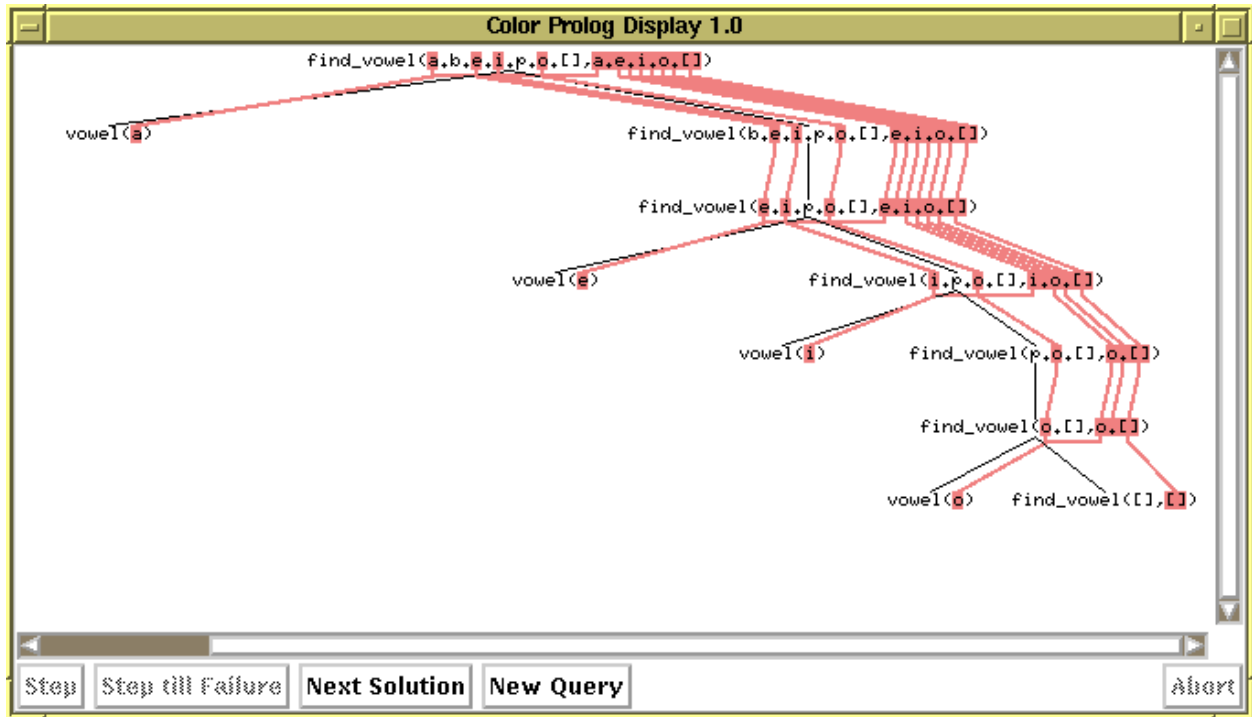 Color Prolog Display 1.0
find_vowel(a.b.e.i.p.o.[],a.e.i.o.[])
vowel(a) find_vowel(b.e.i.p.o.[],e.i.o.[])
find_vowel(e.i.p.o.[],e.i.o.[])
vowel(e) find_vowel(i.p.o.[],i.o.[])
vowel(i) find_vowel(p.o.[],o.[])
find_vowel(o.[],o.[])
vowel(o) find_vowel([],[])
Step Step till Failure Next Solution New Query Abort